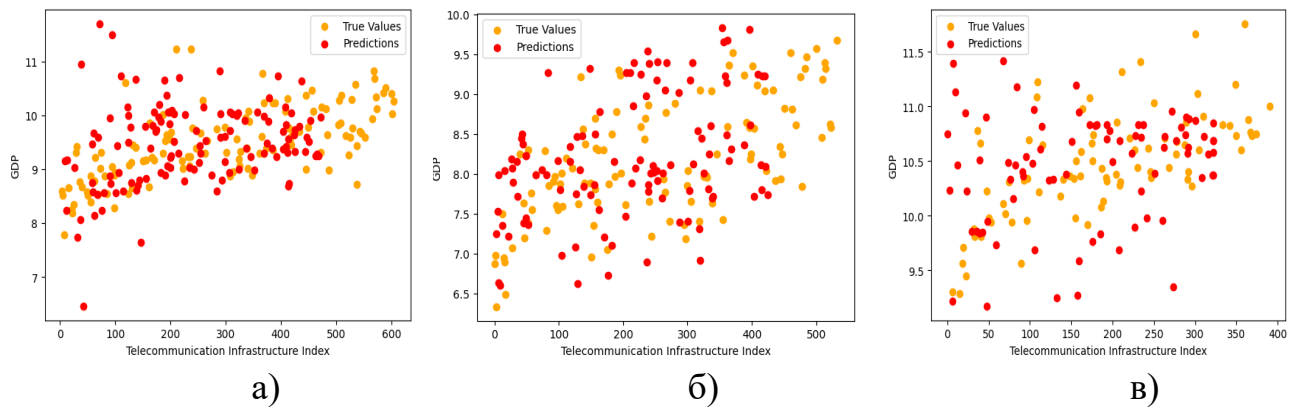 True Values
Predictions
GDP
11
10
9
8
7
0 100 200 300 400 500 600
Telecommunication Infrastructure Index
а)
True Values
Predictions
GDP
10.0
9.5
9.0
8.5
8.0
7.5
7.0
6.5
0 100 200 300 400 500
Telecommunication Infrastructure Index
б)
True Values
Predictions
GDP
11.5
11.0
10.5
10.0
9.5
0 50 100 150 200 250 300 350 400
Telecommunication Infrastructure Index
в)